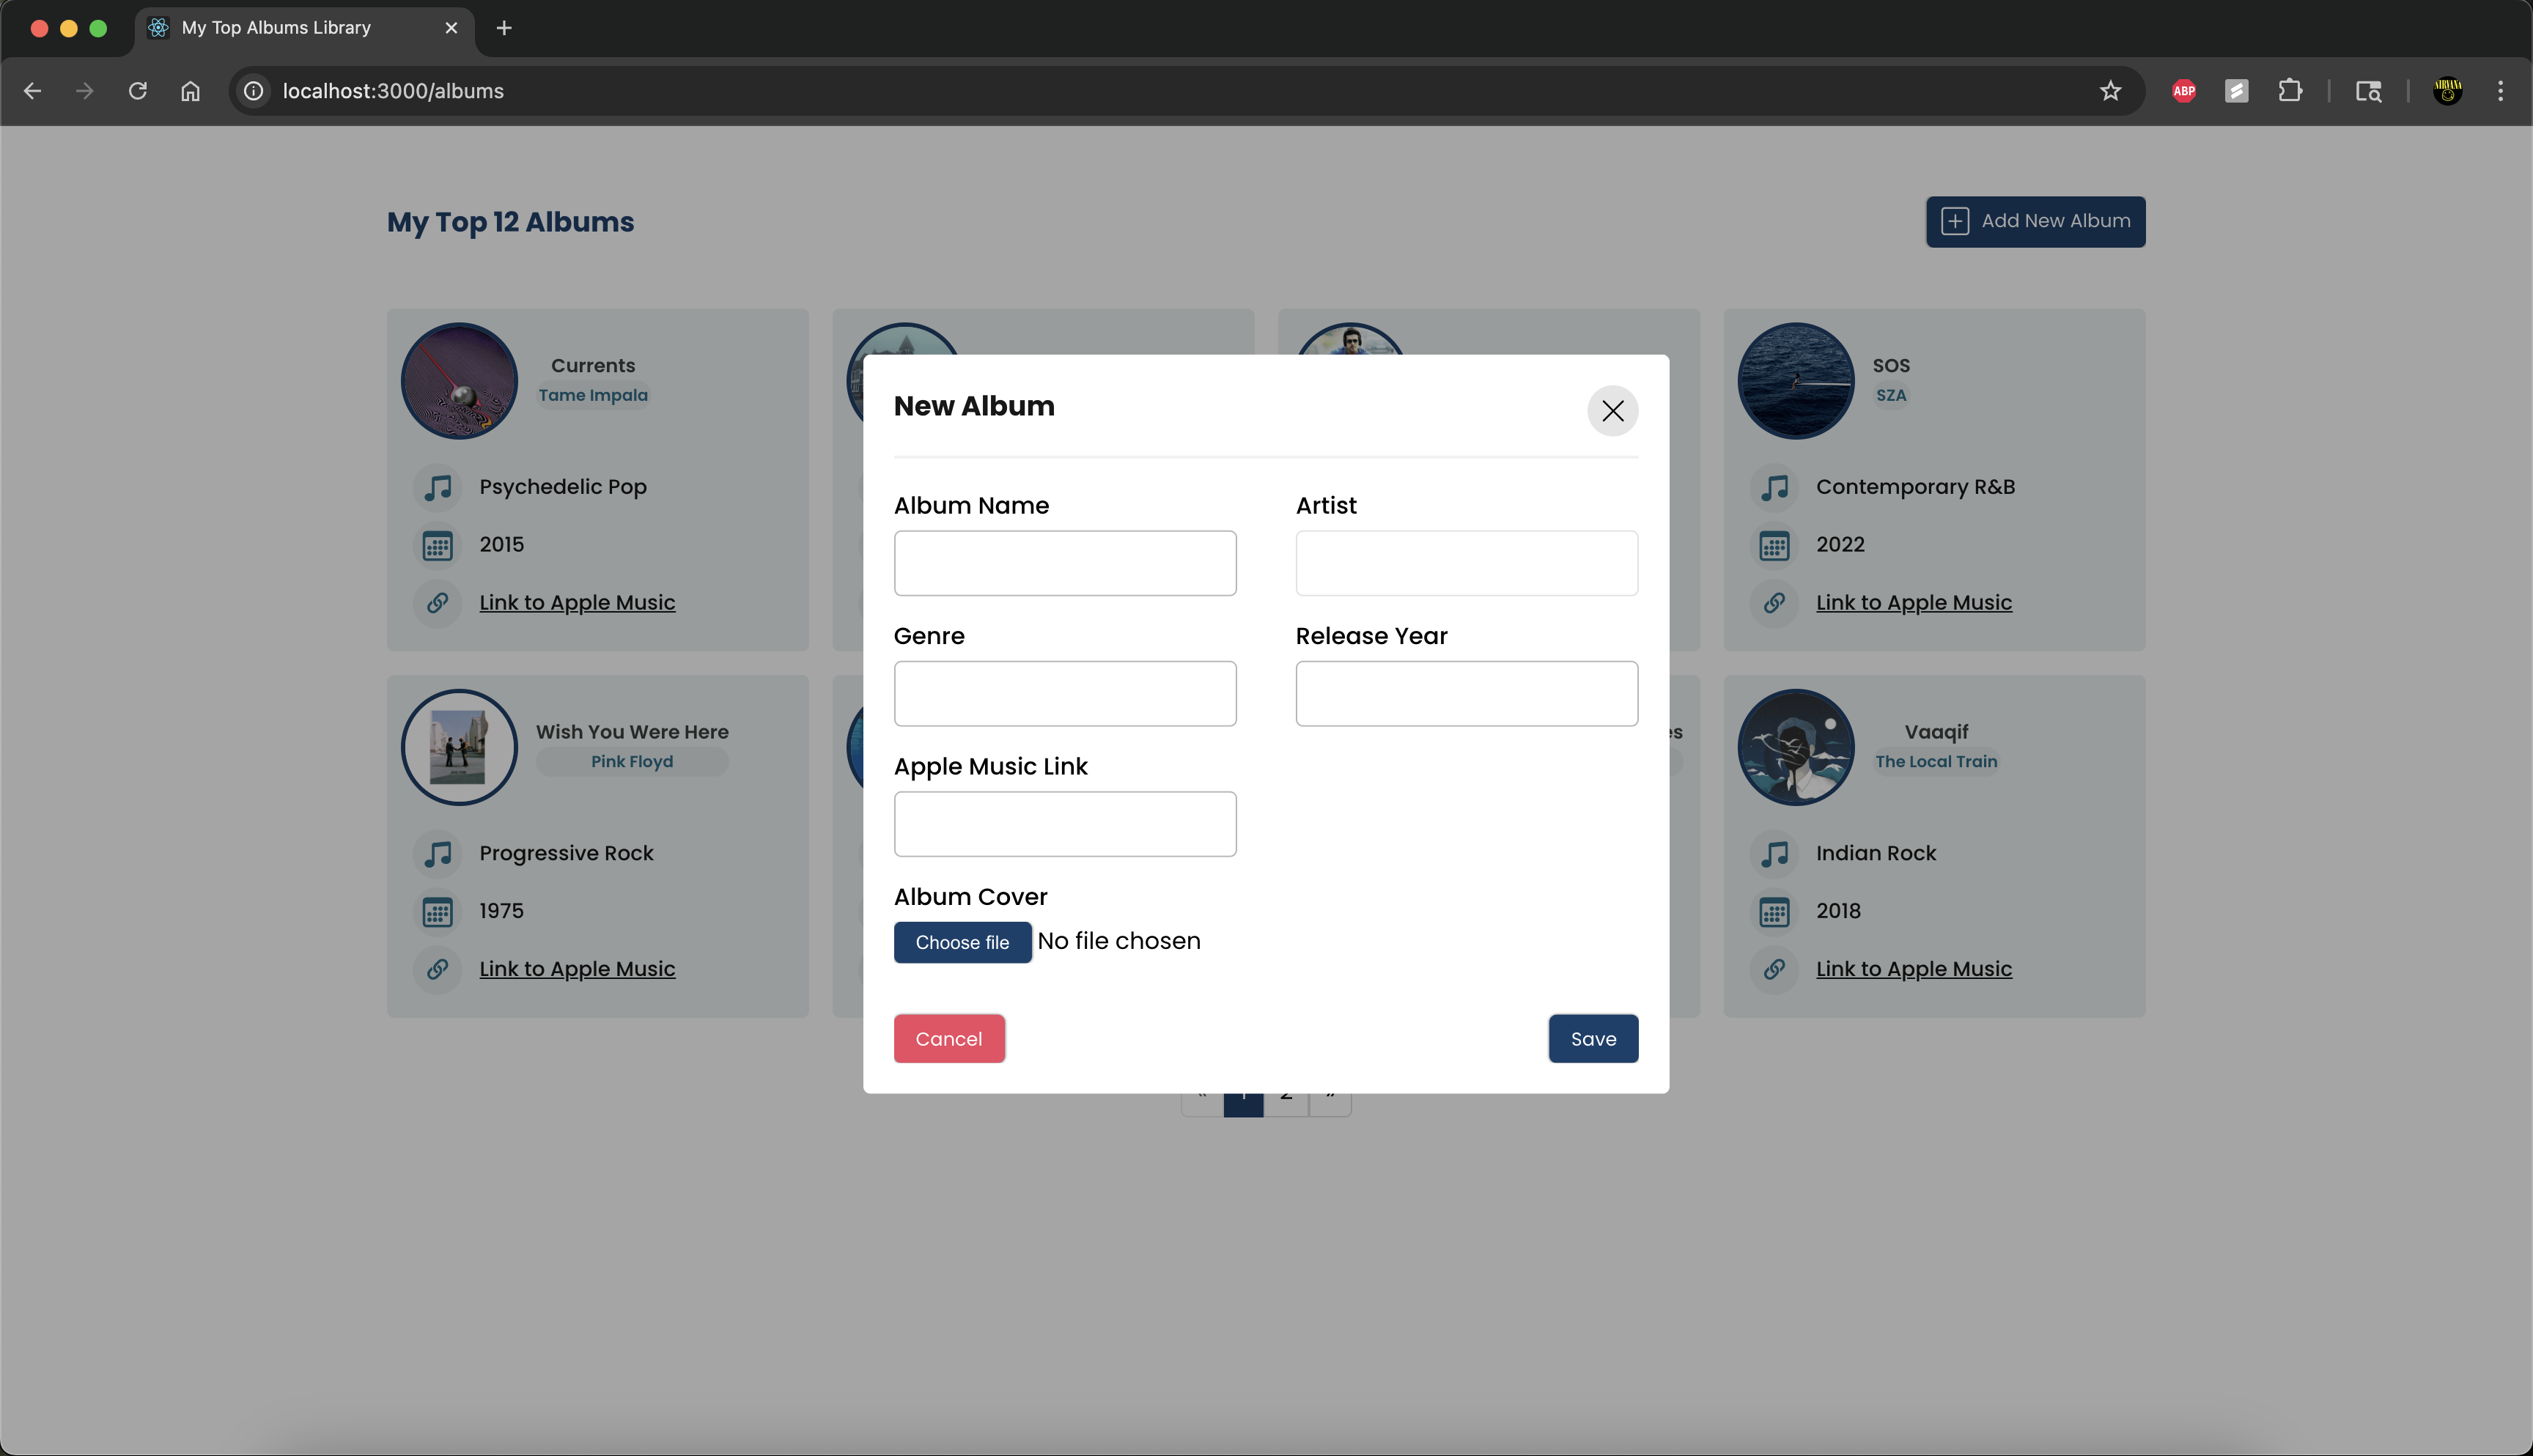 My Top Albums Library
localhost:3000/albums
ABP
NIRVANA
My Top 12 Albums
Add New Album
Currents
Tame Impala
Psychedelic Pop
2015
Link to Apple Music
SOS
SZA
Contemporary R&B
2022
Link to Apple Music
Wish You Were Here
Pink Floyd
Progressive Rock
1975
Link to Apple Music
es
Vaaqif
The Local Train
Indian Rock
2018
Link to Apple Music
New Album
Album Name
Artist
Genre
Release Year
Apple Music Link
Album Cover
Choose file No file chosen
Cancel
Save
« 1 2 »